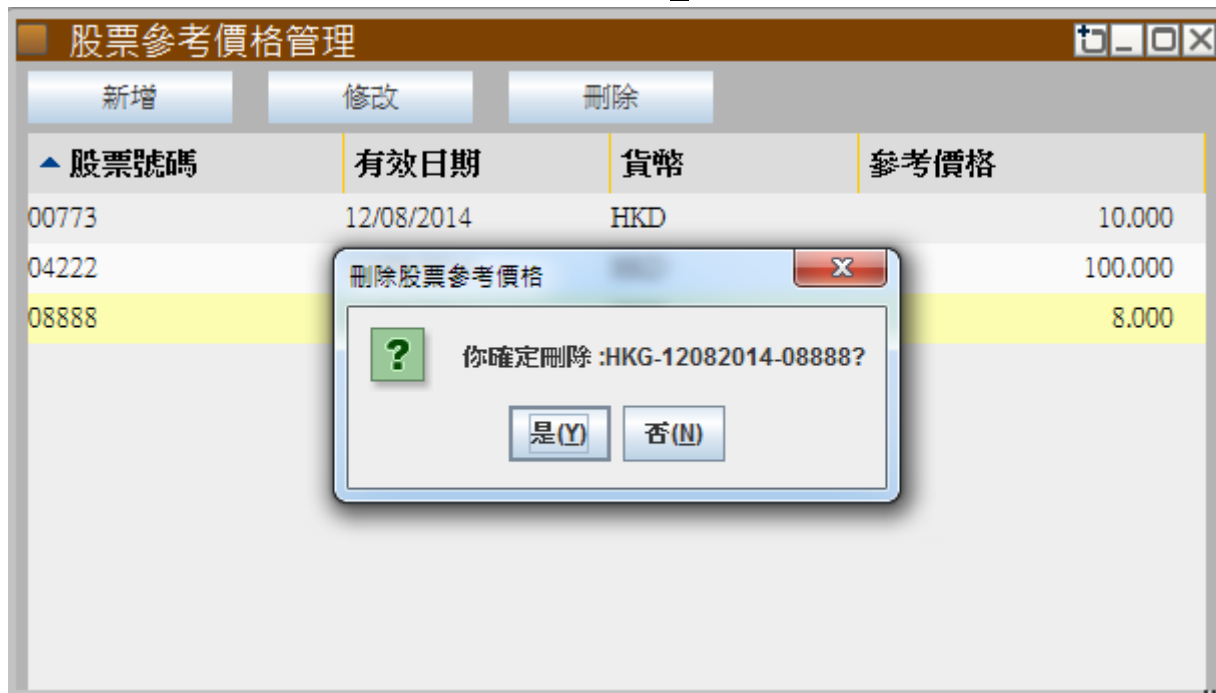 股票參考價格管理
新增 修改 刪除
股票號碼 有效日期 貨幣 參考價格
00773 12/08/2014 HKD 10.000
04222 100.000
08888 8.000
刪除股票參考價格
你確定刪除 :HKG-12082014-08888?
是(Y) 否(N)